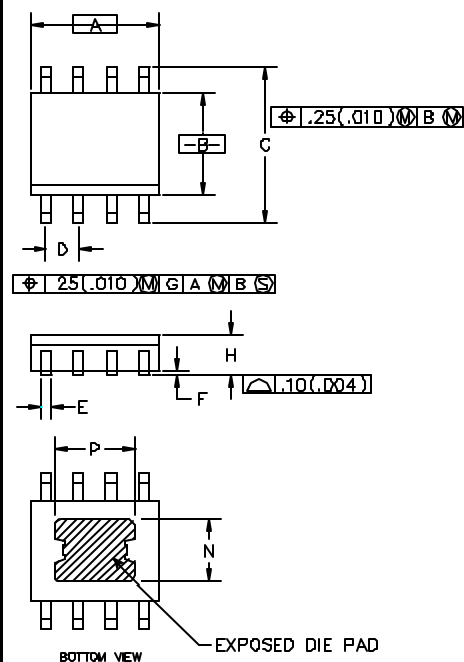 A
⌖ .25(.010)Ⓜ B Ⓜ
-B-
C
D
⌖ .25(.010)Ⓜ G A Ⓜ B Ⓢ
H
F
⌓ .10(.004)
E
P
N
EXPOSED DIE PAD
BOTTOM VIEW